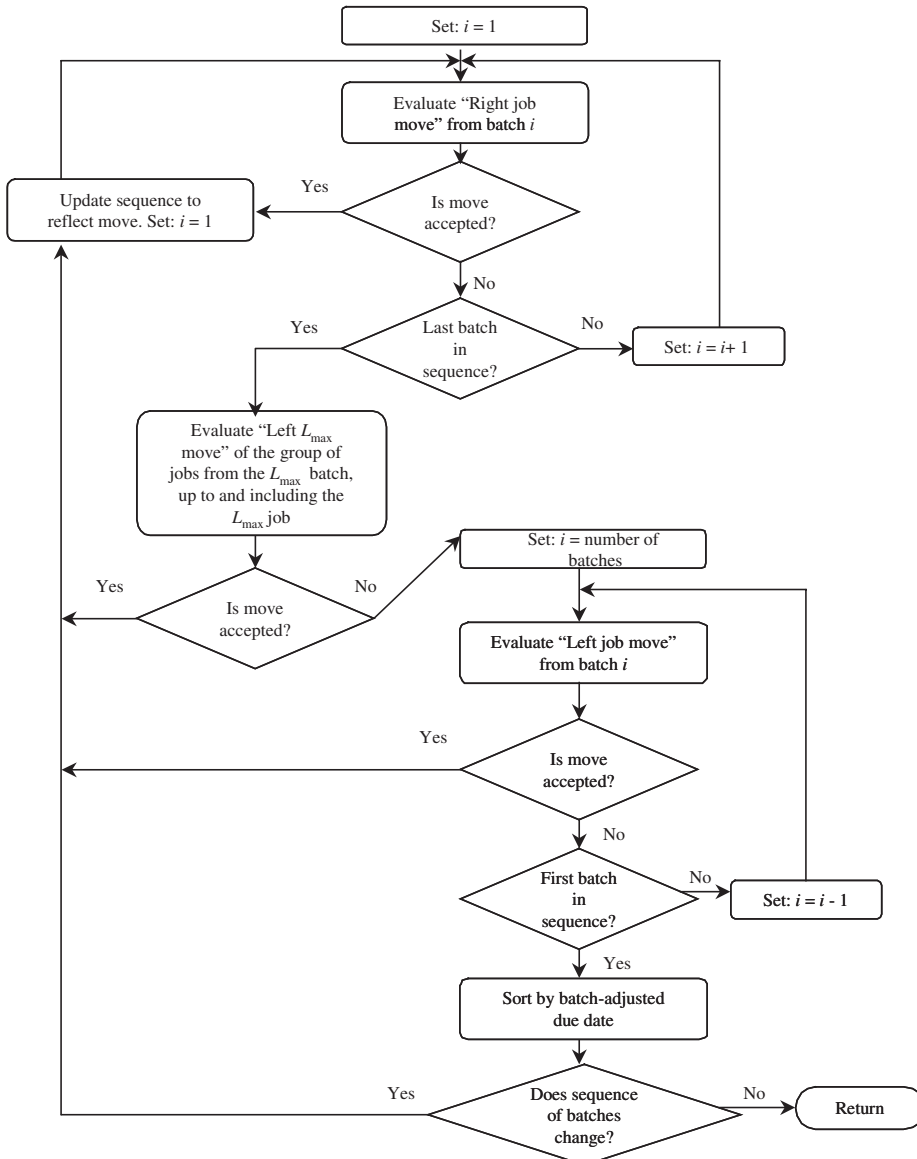 Set: i = 1
Evaluate “Right job
move” from batch i
Yes
Update sequence to
reflect move. Set: i = 1
Is move
accepted?
No
Yes
Last batch
in
sequence?
No
Set: i = i+ 1
Evaluate “Left Lmax
move” of the group of
jobs from the Lmax batch,
up to and including the
Lmax job
Set: i = number of
batches
Yes
No
Is move
accepted?
Evaluate “Left job move”
from batch i
Yes
Is move
accepted?
No
First batch
in
sequence?
No
Set: i = i - 1
Yes
Sort by batch-adjusted
due date
Yes
Does sequence
of batches
change?
No
Return